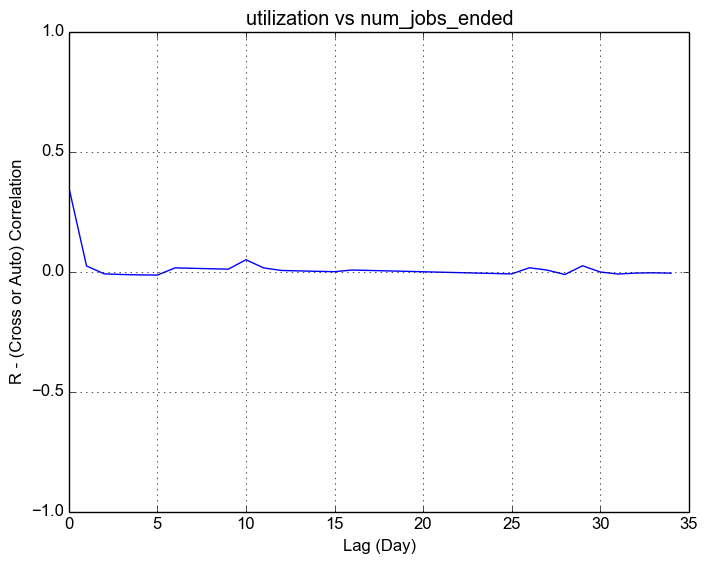 utilization vs num_jobs_ended
1.0
0.5
0.0
−0.5
−1.0
R - (Cross or Auto) Correlation
0 5 10 15 20 25 30 35
Lag (Day)